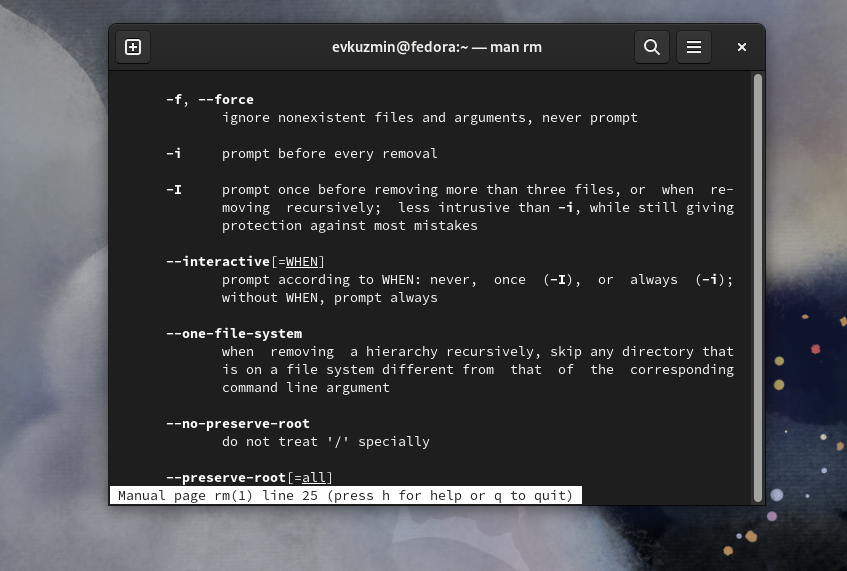 evkuzmin@fedora:~ — man rm
-f, --force
ignore nonexistent files and arguments, never prompt
-i prompt before every removal
-I prompt once before removing more than three files, or when re-
moving recursively; less intrusive than -i, while still giving
protection against most mistakes
--interactive[=WHEN]
prompt according to WHEN: never, once (-I), or always (-i);
without WHEN, prompt always
--one-file-system
when removing a hierarchy recursively, skip any directory that
is on a file system different from that of the corresponding
command line argument
--no-preserve-root
do not treat '/' specially
--preserve-root[=all]
Manual page rm(1) line 25 (press h for help or q to quit)